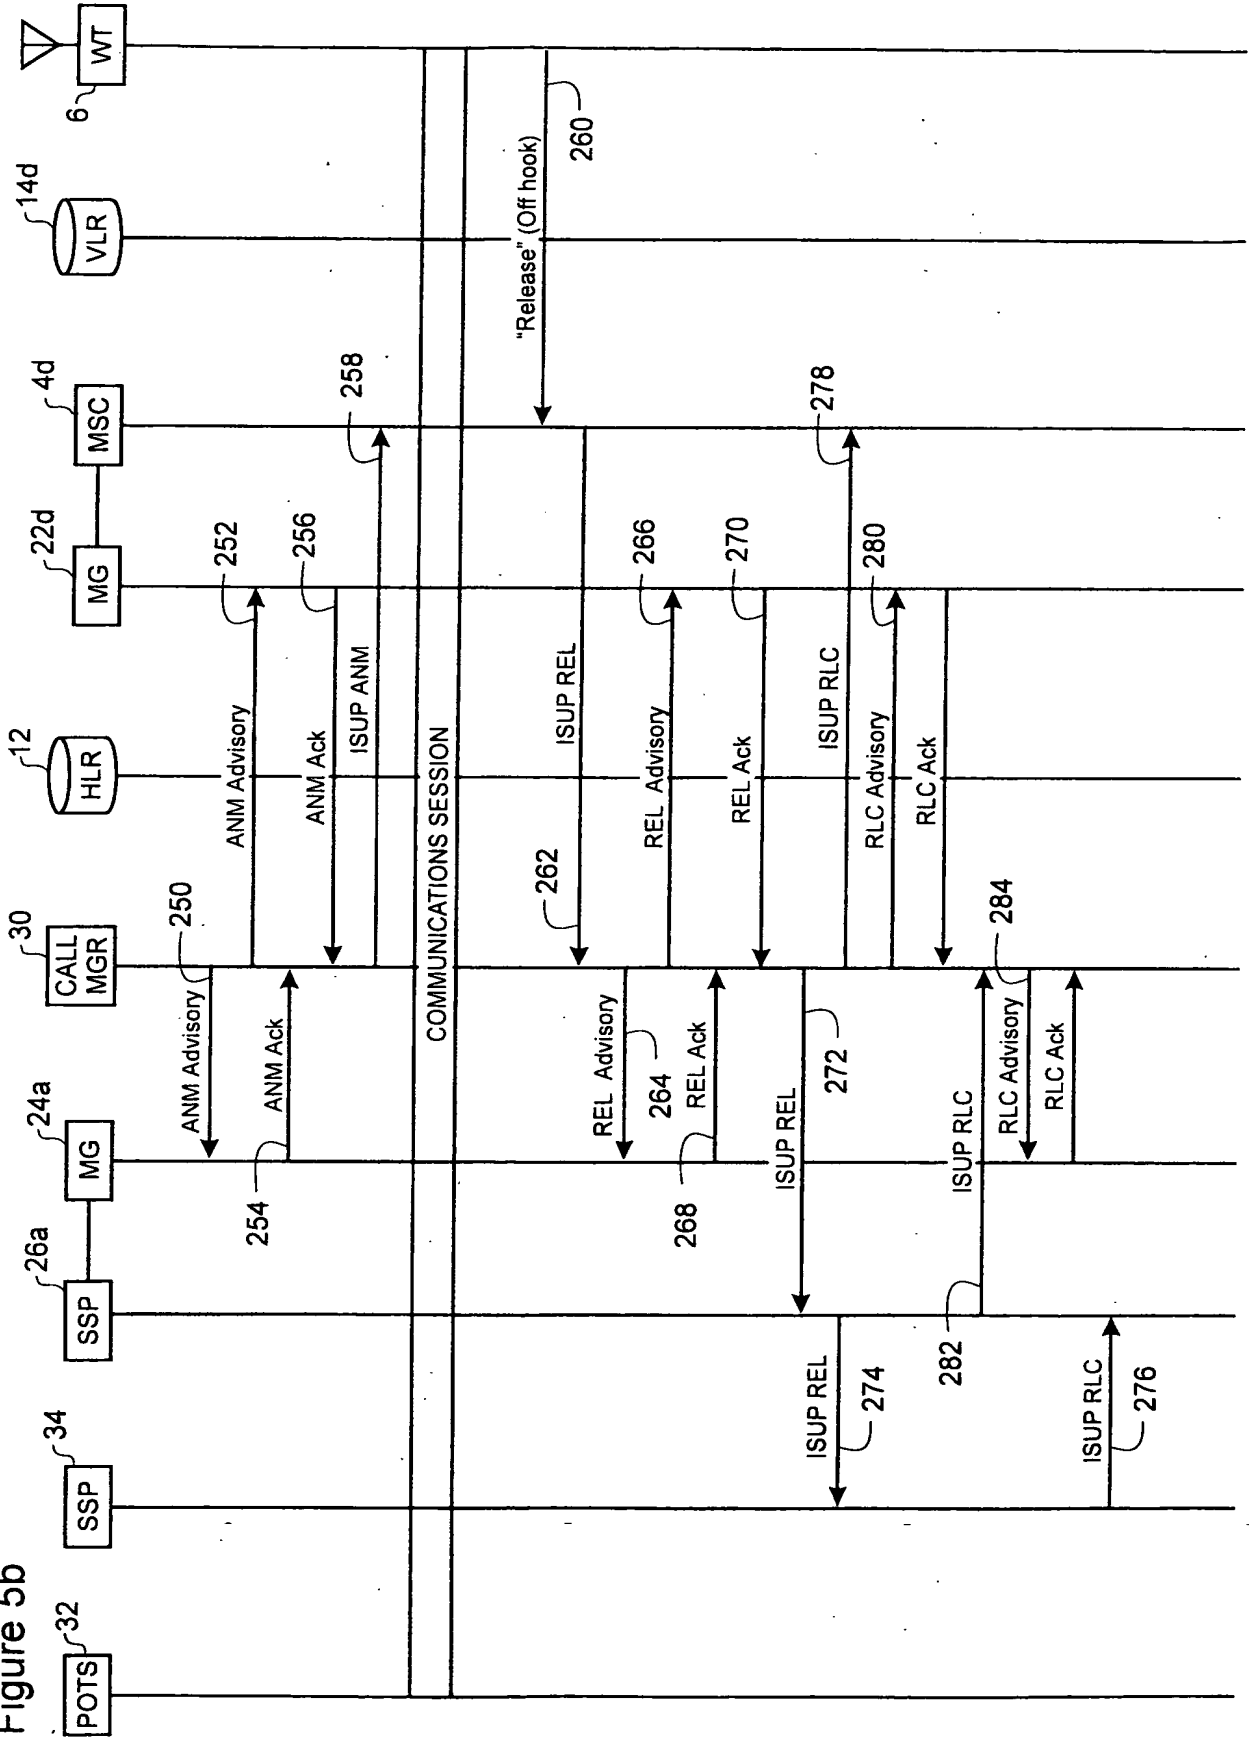 Figure 5b
POTS
32
SSP
34
SSP
26a
MG
24a
CALL
MGR
30
HLR
12
MG
22d
MSC
4d
VLR
14d
WT
6
ANM Advisory
250
ANM Advisory
252
ANM Ack
254
ANM Ack
256
ISUP ANM
258
COMMUNICATIONS SESSION
"Release" (Off hook)
260
ISUP REL
262
REL Advisory
264
REL Advisory
266
REL Ack
268
REL Ack
270
ISUP REL
272
ISUP REL
274
ISUP RLC
278
RLC Advisory
280
RLC Ack
ISUP RLC
282
RLC Advisory
284
RLC Ack
ISUP RLC
276